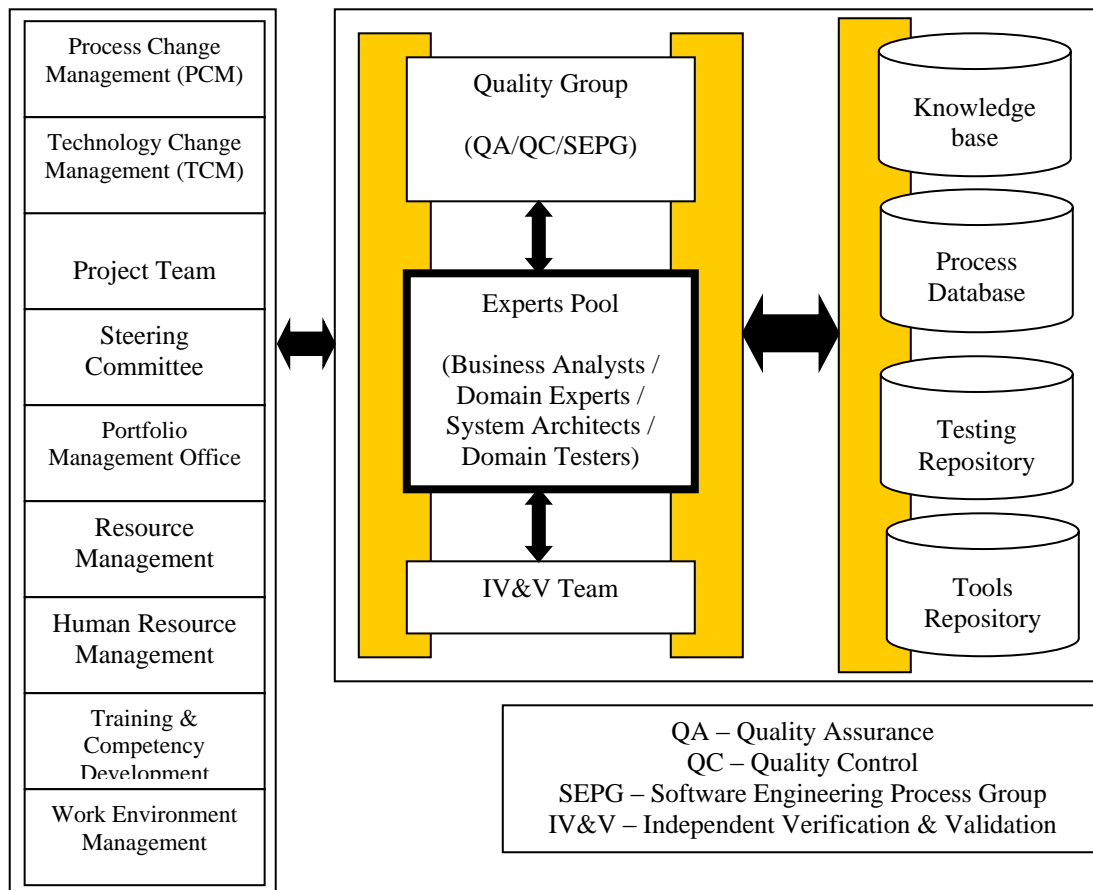 Process Change
Management (PCM)
Technology Change
Management (TCM)
Project Team
Steering
Committee
Portfolio
Management Office
Resource
Management
Human Resource
Management
Training &
Competency
Development
Work Environment
Management
Quality Group
(QA/QC/SEPG)
Experts Pool
(Business Analysts /
Domain Experts /
System Architects /
Domain Testers)
IV&V Team
Knowledge
base
Process
Database
Testing
Repository
Tools
Repository
QA – Quality Assurance
QC – Quality Control
SEPG – Software Engineering Process Group
IV&V – Independent Verification & Validation